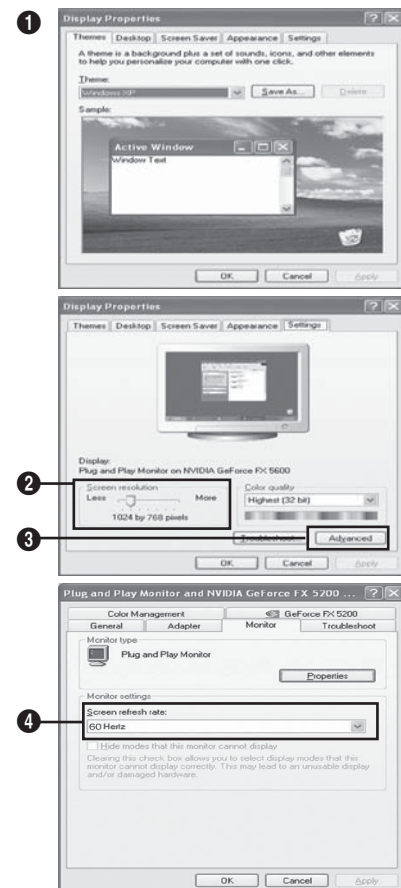 1
Display Properties
Themes Desktop Screen Saver Appearance Settings
A theme is a background plus a set of sounds, icons, and other elements
to help you personalize your computer with one click.
Theme:
Windows XP Save As... Delete
Sample:
Active Window
Window Text
OK Cancel Apply
Display Properties
Themes Desktop Screen Saver Appearance Settings
Display:
Plug and Play Monitor on NVIDIA GeForce FX 5600
2
Screen resolution Color quality
Less More Highest (32 bit)
1024 by 768 pixels
3
Troubleshoot... Advanced
OK Cancel Apply
Plug and Play Monitor and NVIDIA GeForce FX 5200 ...
Color Management GeForce FX 5200
General Adapter Monitor Troubleshoot
Monitor type
Plug and Play Monitor
Properties
Monitor settings
Screen refresh rate:
4
60 Hertz
Hide modes that this monitor cannot display
Clearing this check box allows you to select display modes that this
monitor cannot display correctly. This may lead to an unusable display
and/or damaged hardware.
OK Cancel Apply